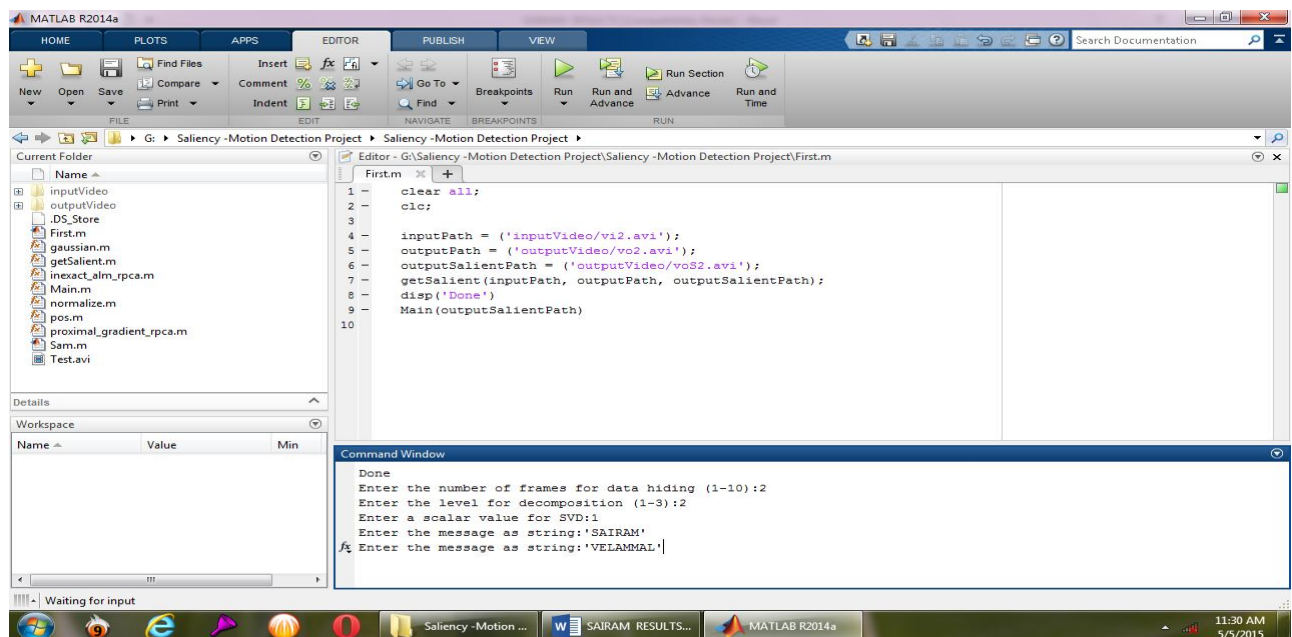 MATLAB R2014a
HOME PLOTS APPS EDITOR PUBLISH VIEW Search Documentation
New Open Save Find Files Compare Print
Insert Comment Indent
Go To Find
Breakpoints
Run Run and Advance Run Section Advance Run and Time
FILE EDIT NAVIGATE BREAKPOINTS RUN
G: Saliency -Motion Detection Project Saliency -Motion Detection Project
Current Folder
Name
inputVideo
outputVideo
.DS_Store
First.m
gaussian.m
getSalient.m
inexact_alm_rpca.m
Main.m
normalize.m
pos.m
proximal_gradient_rpca.m
Sam.m
Test.avi
Details
Workspace
Name Value Min
Editor - G:\Saliency -Motion Detection Project\Saliency -Motion Detection Project\First.m
First.m
1 - clear all;
2 - clc;
3
4 - inputPath = ('inputVideo/vi2.avi');
5 - outputPath = ('outputVideo/vo2.avi');
6 - outputSalientPath = ('outputVideo/voS2.avi');
7 - getSalient(inputPath, outputPath, outputSalientPath);
8 - disp('Done')
9 - Main(outputSalientPath)
10
Command Window
Done
Enter the number of frames for data hiding (1-10):2
Enter the level for decomposition (1-3):2
Enter a scalar value for SVD:1
Enter the message as string:'SAIRAM'
fx Enter the message as string:'VELAMMAL'
Waiting for input
Saliency -Motion ... SAIRAM RESULTS... MATLAB R2014a
11:30 AM
5/5/2015